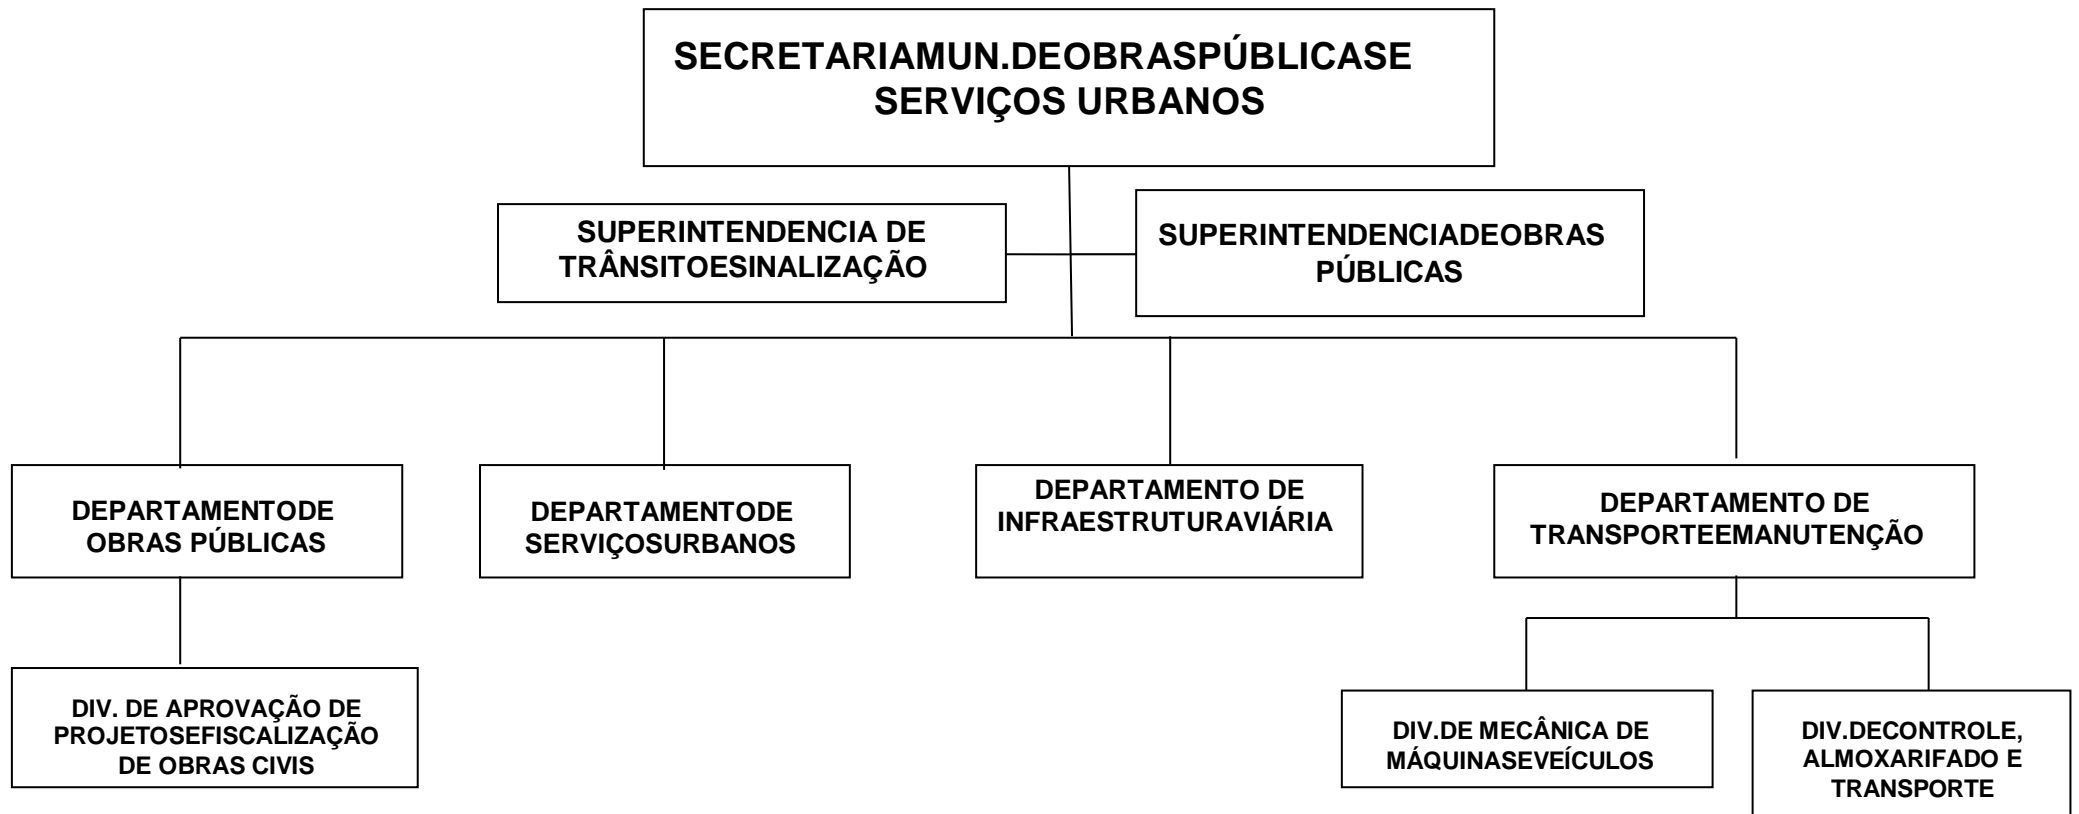 SECRETARIAMUN.DEOBRASPÚBLICASE
SERVIÇOS URBANOS
SUPERINTENDENCIA DE
TRÂNSITOESINALIZAÇÃO
SUPERINTENDENCIADEOBRAS
PÚBLICAS
DEPARTAMENTODE
OBRAS PÚBLICAS
DEPARTAMENTODE
SERVIÇOSURBANOS
DEPARTAMENTO DE
INFRAESTRUTURAVIÁRIA
DEPARTAMENTO DE
TRANSPORTEEMANUTENÇÃO
DIV. DE APROVAÇÃO DE
PROJETOSEFISCALIZAÇÃO
DE OBRAS CIVIS
DIV.DE MECÂNICA DE
MÁQUINASEVEÍCULOS
DIV.DECONTROLE,
ALMOXARIFADO E
TRANSPORTE